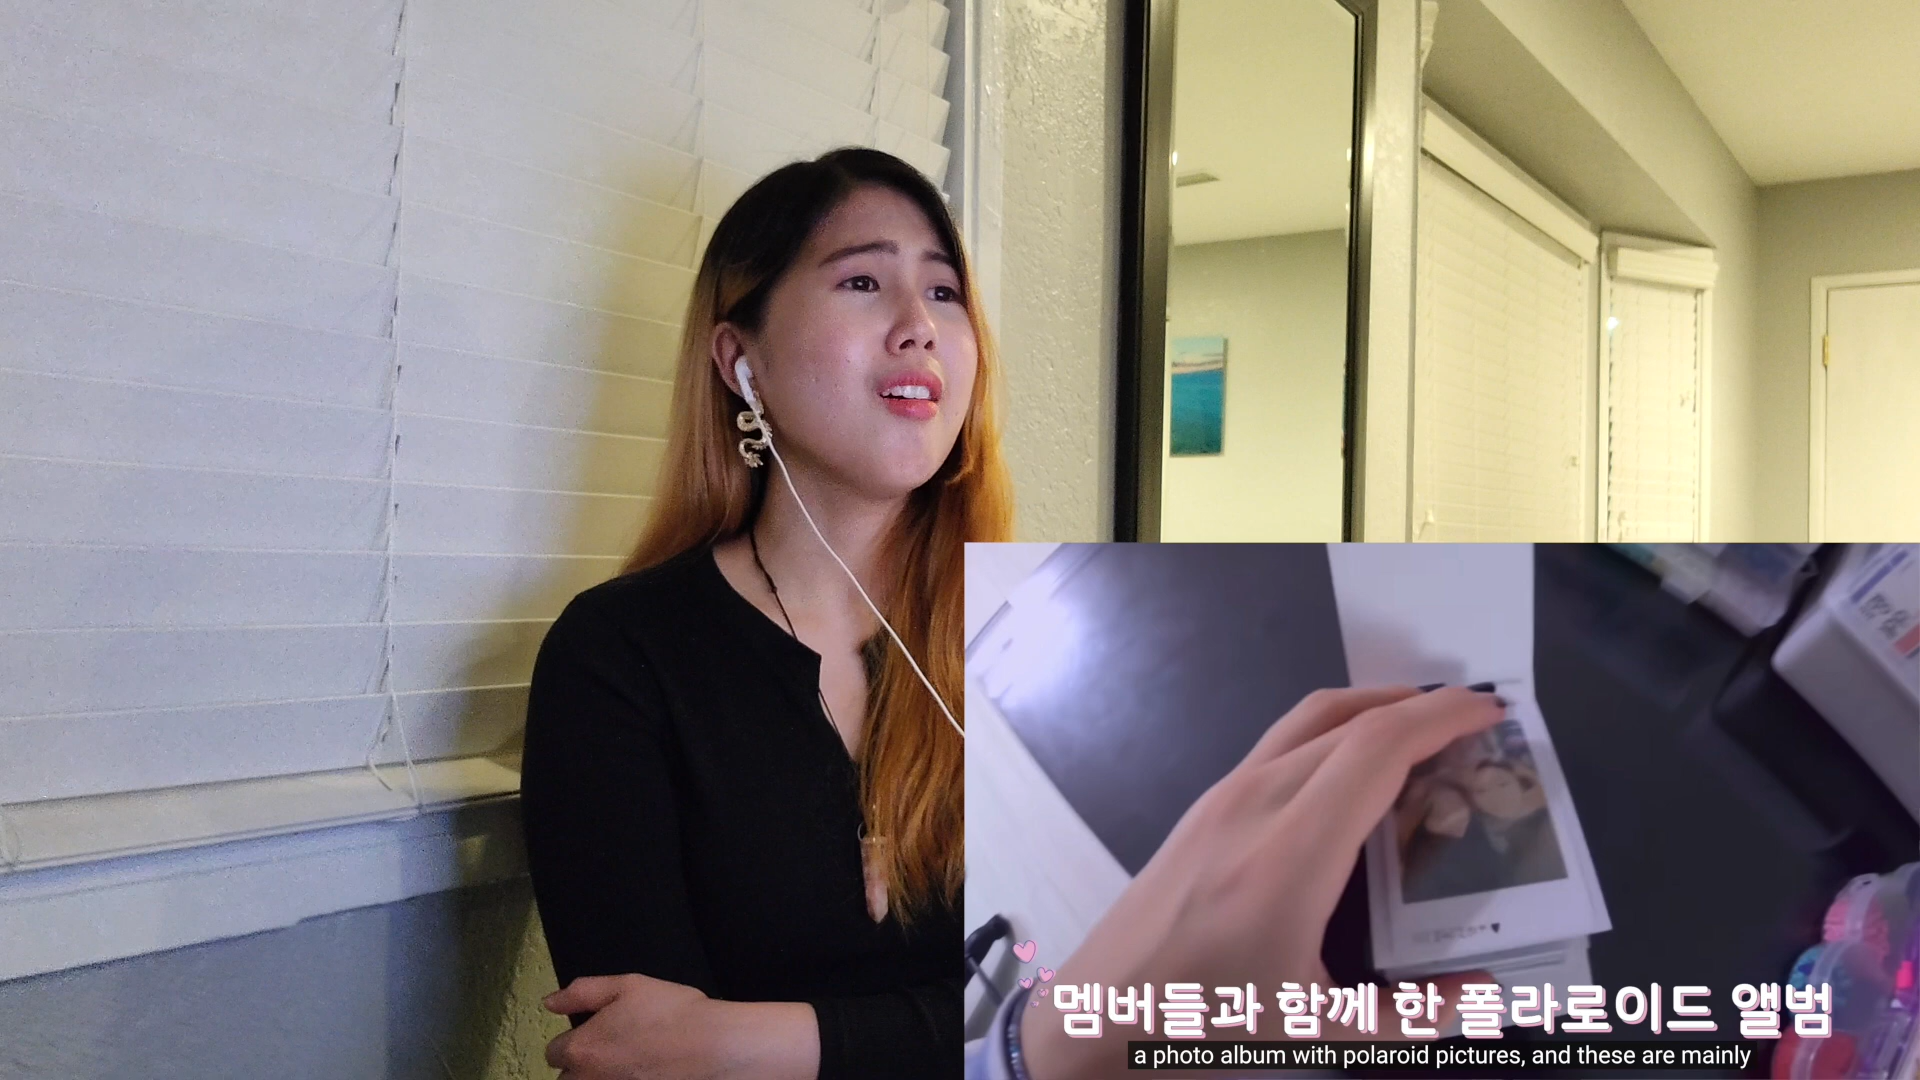 멤버들과 함께 한 폴라로이드 앨범
a photo album with polaroid pictures, and these are mainly